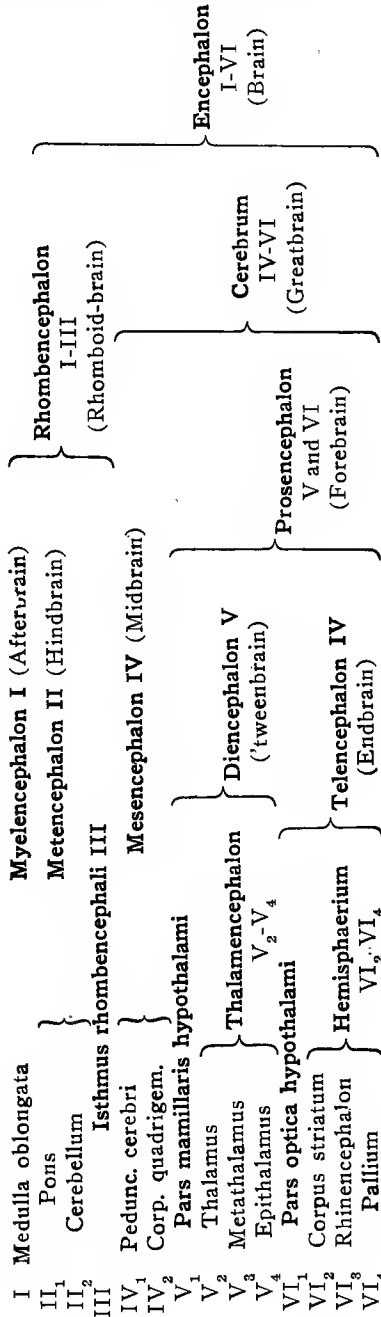 I Medulla oblongata
II₁ Pons
II₂ Cerebellum
III Isthmus rhombencephali III
IV₁ Pedunc. cerebri
IV₂ Corp. quadrigem.
V₁ Pars mamillaris hypothalami
V₂ Thalamus
V₃ Metathalamus
V₄ Epithalamus
VI₁ Pars optica hypothalami
VI₂ Corpus striatum
VI₃ Rhinencephalon
VI₄ Pallium
Myelencephalon I (Afterbrain)
Metencephalon II (Hindbrain)
Mesencephalon IV (Midbrain)
Thalamencephalon
V₂-V₄
Hemisphaerium
VI₂-VI₄
Diencephalon V
('tweenbrain)
Telencephalon IV
(Endbrain)
Rhombencephalon
I-III
(Rhomboid-brain)
Prosencephalon
V and VI
(Forebrain)
Cerebrum
IV-VI
(Greatbrain)
Encephalon
I-VI
(Brain)